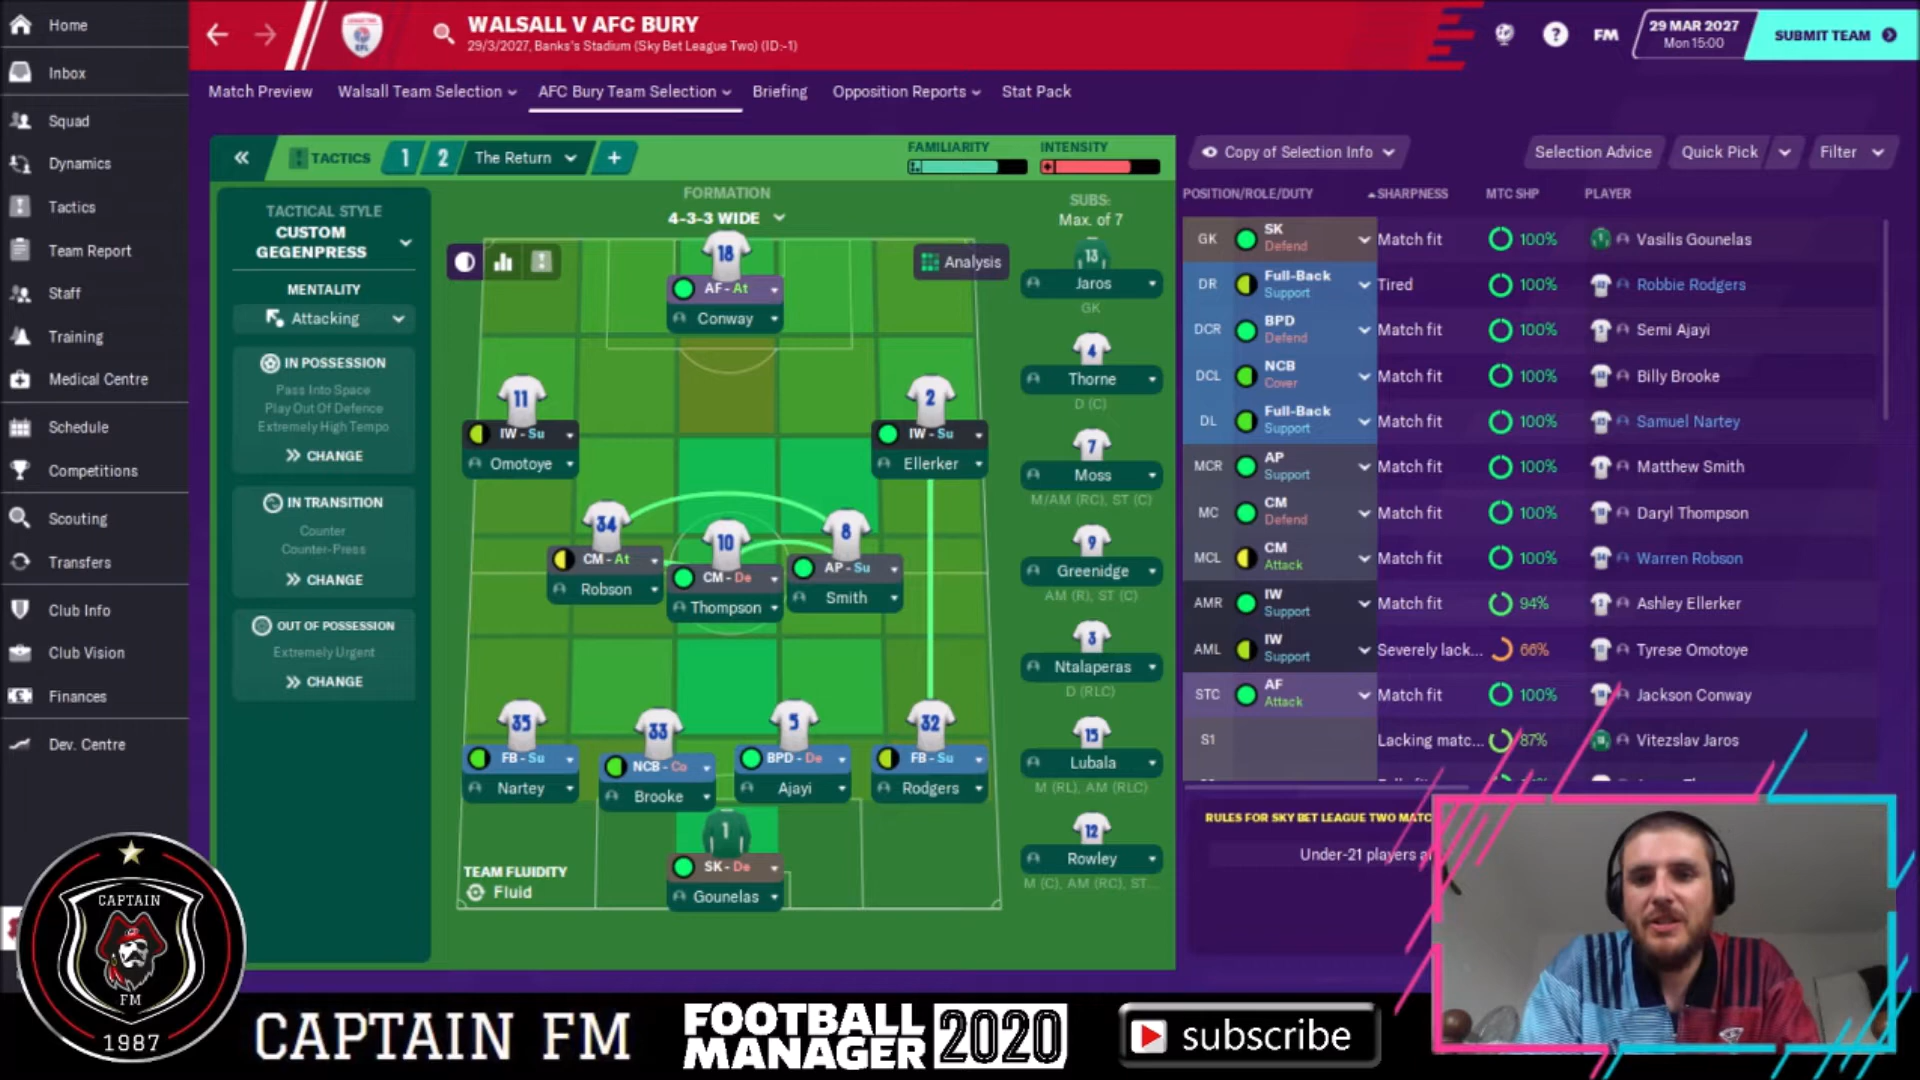 Home
Inbox
Squad
Dynamics
Tactics
Team Report
Staff
Training
Medical Centre
Schedule
Competitions
Scouting
Transfers
Club Info
Club Vision
Finances
Dev. Centre
WALSALL V AFC BURY
29/3/2027, Banks's Stadium (Sky Bet League Two) (ID:-1)
EFL
? FM
29 MAR 2027
Mon 15:00
SUBMIT TEAM
Match Preview Walsall Team Selection AFC Bury Team Selection Briefing Opposition Reports Stat Pack
TACTICS 1 2 The Return +
FAMILIARITY INTENSITY
TACTICAL STYLE
CUSTOM
GEGENPRESS
MENTALITY
Attacking
IN POSSESSION
Pass Into Space
Play Out Of Defence
Extremely High Tempo
CHANGE
IN TRANSITION
Counter
Counter-Press
CHANGE
OUT OF POSSESSION
Extremely Urgent
CHANGE
FORMATION
4-3-3 WIDE
Analysis
18
AF - At
Conway
11
IW - Su
Omotoye
2
IW - Su
Ellerker
34
CM - At
Robson
10
CM - De
Thompson
8
AP - Su
Smith
35
FB - Su
Nartey
33
NCB - Co
Brooke
5
BPD - De
Ajayi
32
FB - Su
Rodgers
1
SK - De
Gounelas
TEAM FLUIDITY
Fluid
SUBS:
Max. of 7
13
Jaros
GK
4
Thorne
D (C)
7
Moss
M/AM (RC), ST (C)
9
Greenidge
AM (R), ST (C)
3
Ntalaperas
D (RLC)
15
Lubala
M (RL), AM (RLC)
12
Rowley
M (C), AM (RC), ST...
Copy of Selection Info Selection Advice Quick Pick Filter
POSITION/ROLE/DUTY SHARPNESS MTC SHP PLAYER
GK SK Defend Match fit 100% Vasilis Gounelas
DR Full-Back Support Tired 100% Robbie Rodgers
DCR BPD Defend Match fit 100% Semi Ajayi
DCL NCB Cover Match fit 100% Billy Brooke
DL Full-Back Support Match fit 100% Samuel Nartey
MCR AP Support Match fit 100% Matthew Smith
MC CM Defend Match fit 100% Daryl Thompson
MCL CM Attack Match fit 100% Warren Robson
AMR IW Support Match fit 94% Ashley Ellerker
AML IW Support Severely lack... 66% Tyrese Omotoye
STC AF Attack Match fit 100% Jackson Conway
S1 Lacking matc... 87% Vitezslav Jaros
RULES FOR SKY BET LEAGUE TWO MATC
Under-21 players a
CAPTAIN
FM
1987
CAPTAIN FM
FOOTBALL
MANAGER 2020
subscribe